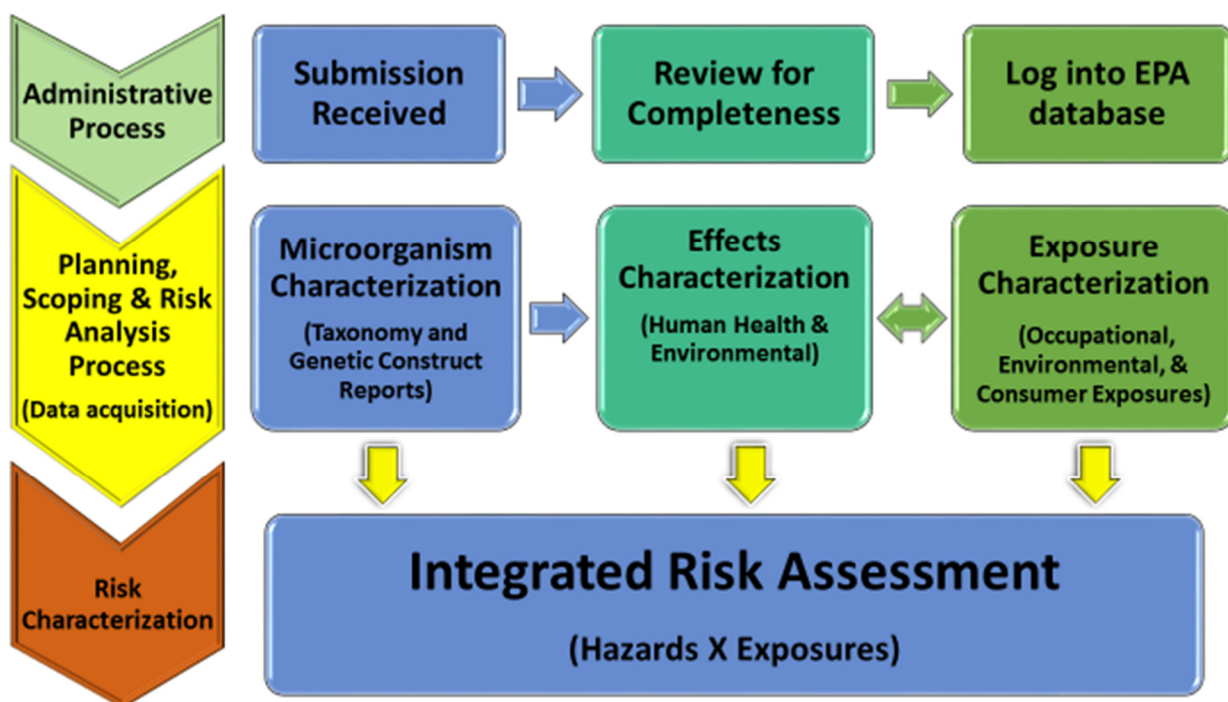 Administrative
Process
Submission
Received
Review for
Completeness
Log into EPA
database
Planning,
Scoping & Risk
Analysis
Process
(Data acquisition)
Microorganism
Characterization
(Taxonomy and
Genetic Construct
Reports)
Effects
Characterization
(Human Health &
Environmental)
Exposure
Characterization
(Occupational,
Environmental, &
Consumer Exposures)
Risk
Characterization
Integrated Risk Assessment
(Hazards X Exposures)